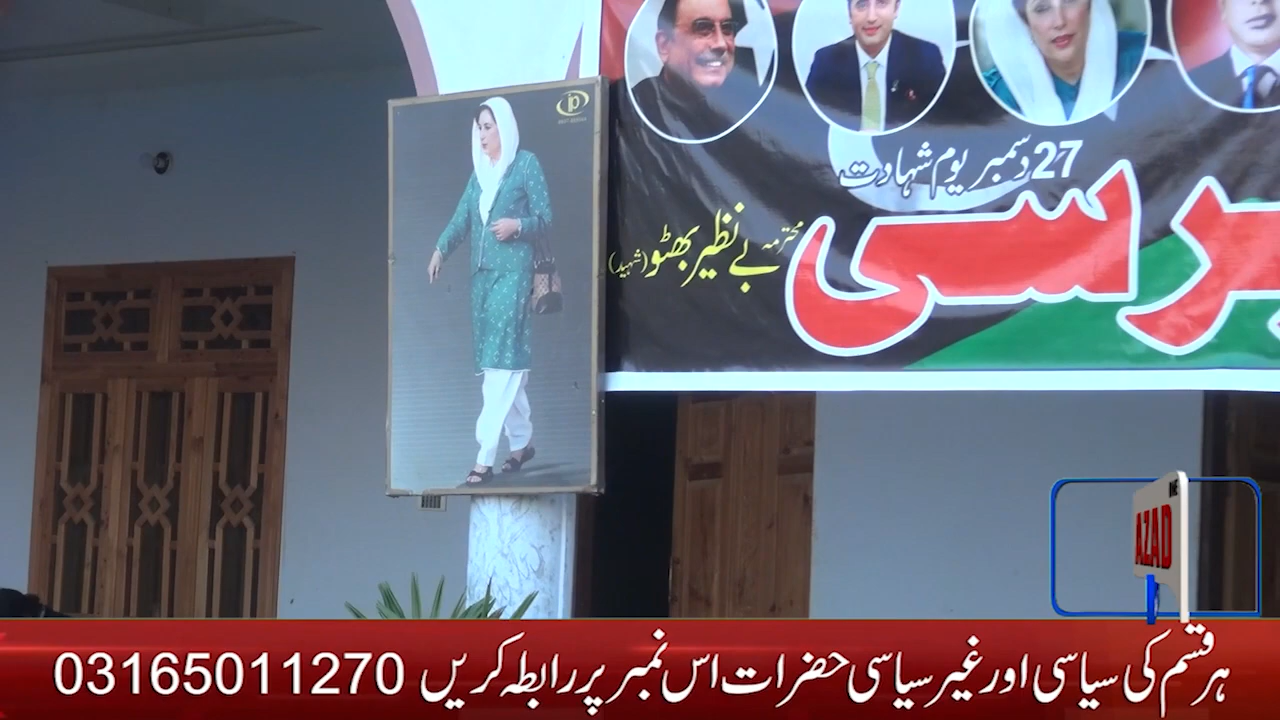 27 دسمبر یوم شہادت
برسی
محترمہ بے نظیر بھٹو (شہید)
AZAD
ہر قسم کی سیاسی اور غیر سیاسی حضرات اس نمبر پر رابطہ کریں 03165011270